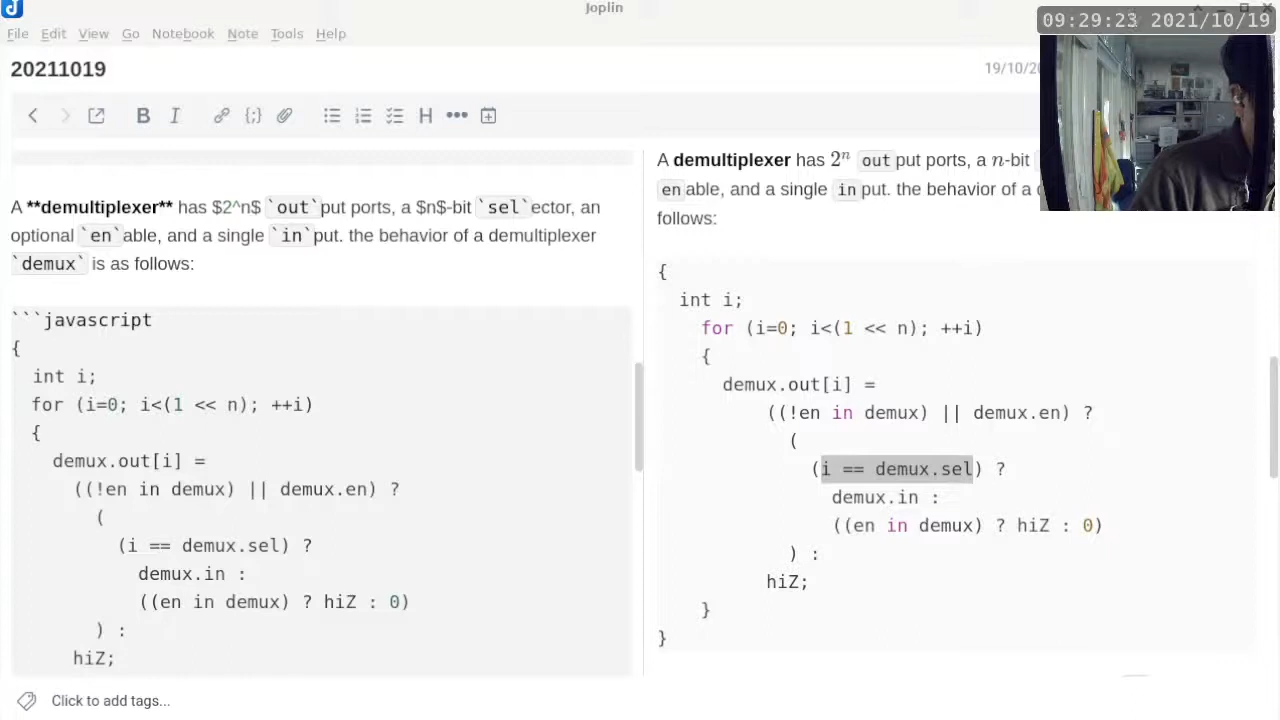 Joplin
09:29:23 2021/10/19
File Edit View Go Notebook Note Tools Help
20211019
19/10/20
B I {;} H
A **demultiplexer** has $2^n$ `out`put ports, a $n$-bit `sel`ector, an
optional `en`able, and a single `in`put. the behavior of a demultiplexer
`demux` is as follows:
```javascript
{
  int i;
  for (i=0; i<(1 << n); ++i)
  {
    demux.out[i] =
      ((!en in demux) || demux.en) ?
        (
          (i == demux.sel) ?
            demux.in :
            ((en in demux) ? hiZ : 0)
        ) :
      hiZ;
A demultiplexer has 2ⁿ out put ports, a n-bit
en able, and a single in put. the behavior of a
follows:
{
  int i;
    for (i=0; i<(1 << n); ++i)
    {
      demux.out[i] =
          ((!en in demux) || demux.en) ?
            (
              (i == demux.sel) ?
                demux.in :
                ((en in demux) ? hiZ : 0)
            ) :
          hiZ;
    }
}
Click to add tags...